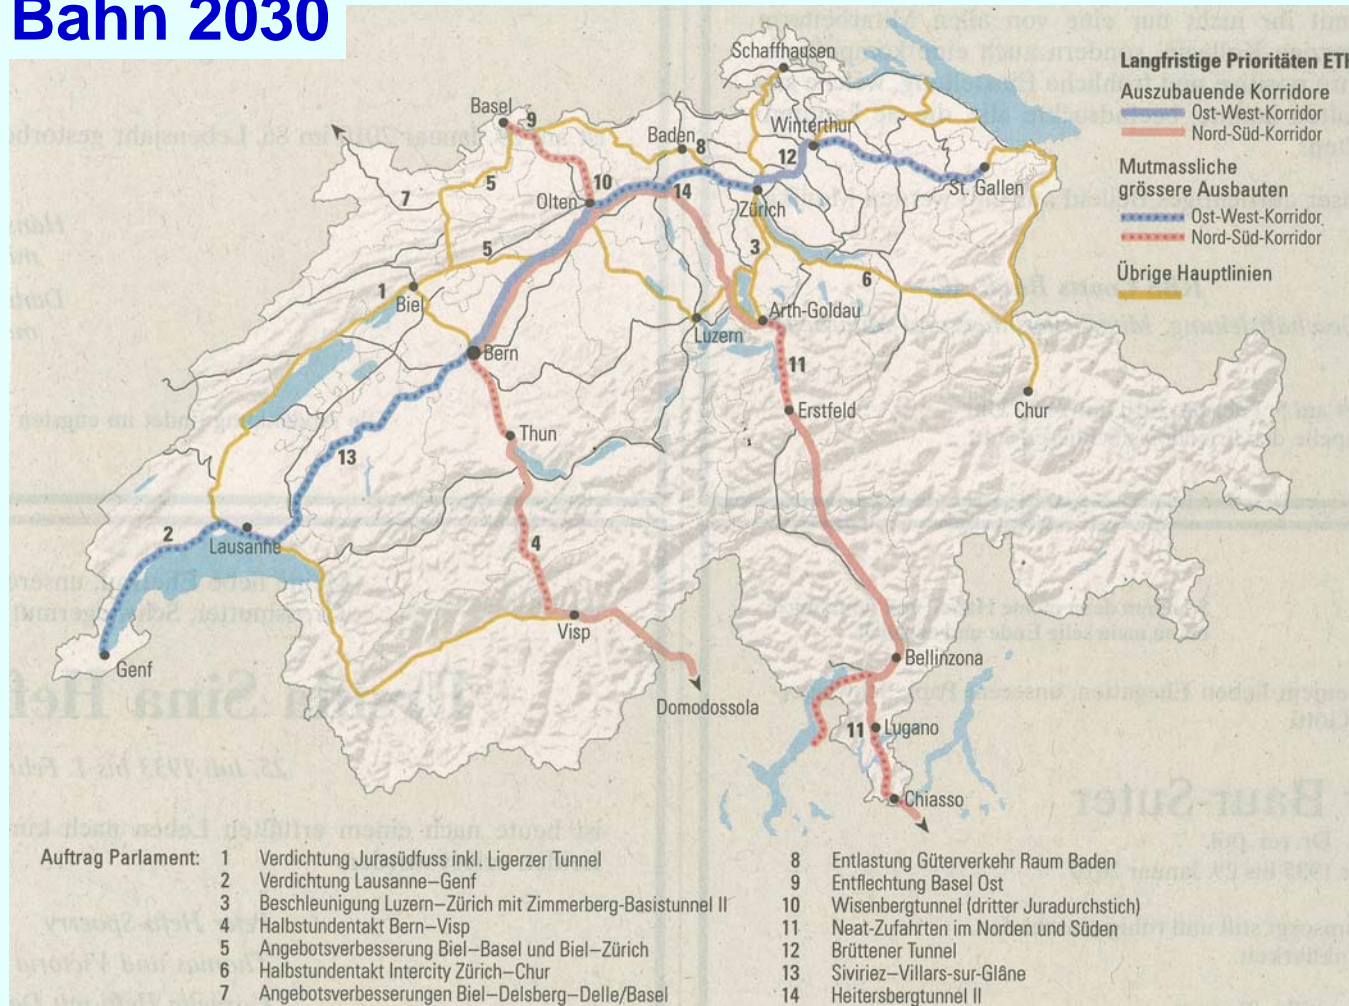 Bahn 2030
Langfristige Prioritäten ETH
Auszubauende Korridore
Ost-West-Korridor
Nord-Süd-Korridor
Mutmassliche
grössere Ausbauten
Ost-West-Korridor
Nord-Süd-Korridor
Übrige Hauptlinien
Schaffhausen
Basel
9
Baden
8
Winterthur
12
5
7
10
Olten
14
Zürich
St. Gallen
5
3
6
1
Biel
Arth-Goldau
Luzern
Bern
11
Erstfeld
Chur
Thun
13
2
Lausanne
4
Visp
Genf
Bellinzona
Domodossola
11
Lugano
Chiasso
Auftrag Parlament:
1 Verdichtung Jurasüdfuss inkl. Ligerzer Tunnel
2 Verdichtung Lausanne–Genf
3 Beschleunigung Luzern–Zürich mit Zimmerberg-Basistunnel II
4 Halbstundentakt Bern–Visp
5 Angebotsverbesserung Biel–Basel und Biel–Zürich
6 Halbstundentakt Intercity Zürich–Chur
7 Angebotsverbesserungen Biel–Delsberg–Delle/Basel
8 Entlastung Güterverkehr Raum Baden
9 Entflechtung Basel Ost
10 Wisenbergtunnel (dritter Juradurchstich)
11 Neat-Zufahrten im Norden und Süden
12 Brüttener Tunnel
13 Siviriez–Villars-sur-Glâne
14 Heitersbergtunnel II